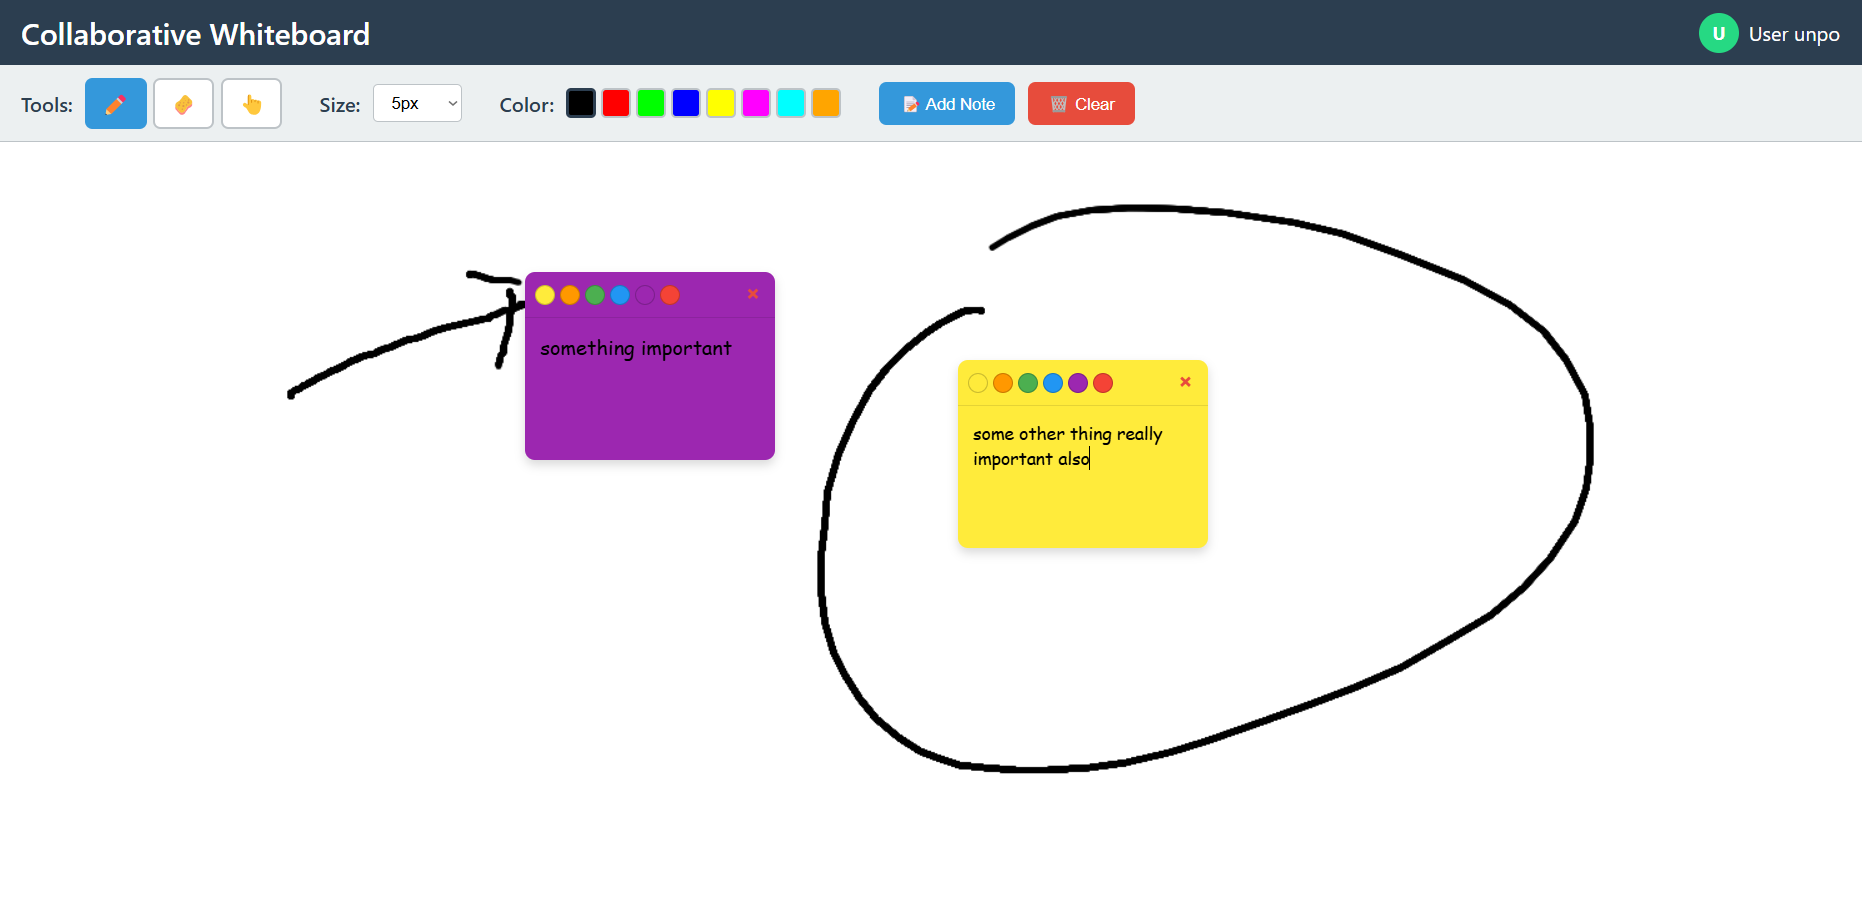 Collaborative Whiteboard
U User unpo
Tools: Size: 5px Color: Add Note Clear
something important
some other thing really
important also